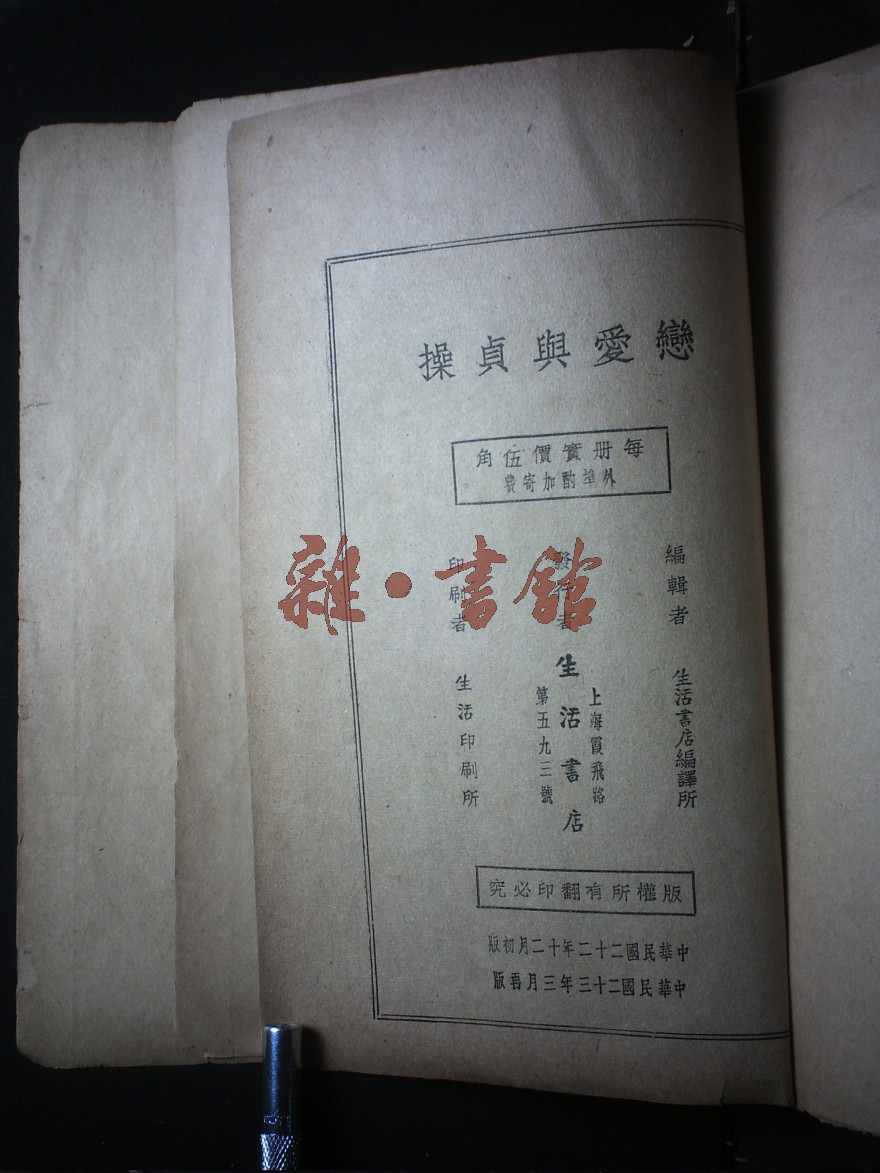 戀愛與貞操
每册實價伍角
外埠酌加寄費
編輯者 生活書店編譯所
發行者 生活書店
上海霞飛路
第五九三號
印刷者 生活印刷所
版權所有翻印必究
中華民國二十二年十二月初版
中華民國二十三年三月再版
雜·書館